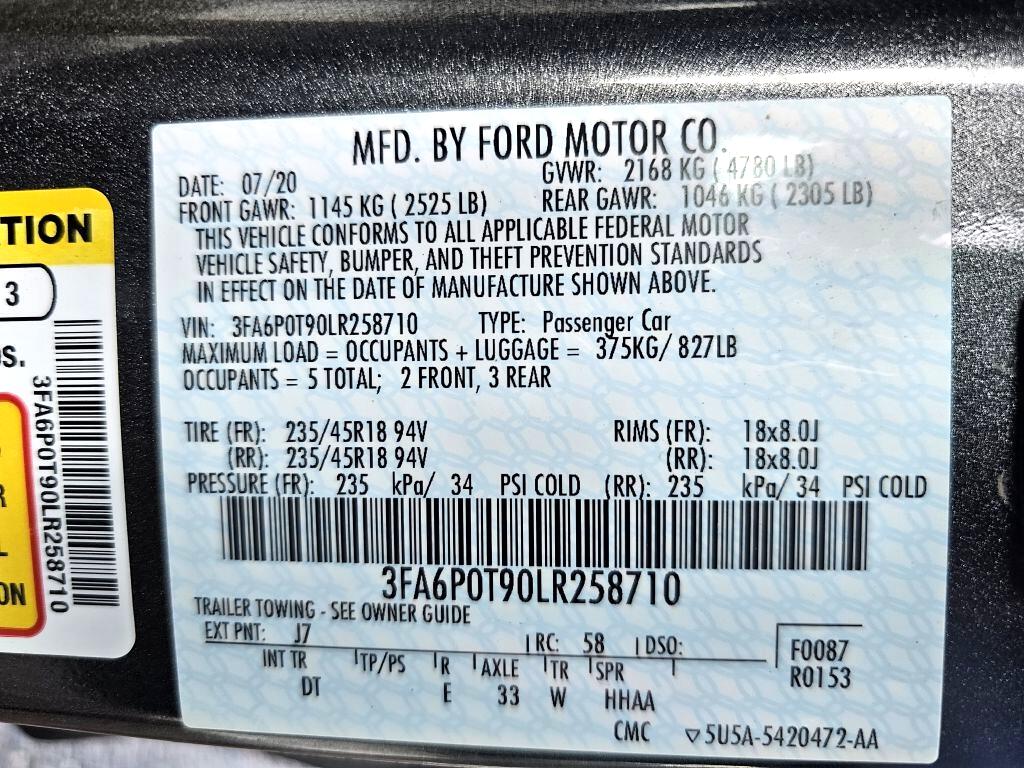 TION
3
S.
3FA6P0T90LR258710
R
L
ON
MFD. BY FORD MOTOR CO.
DATE: 07/20 GVWR: 2168 KG ( 4780 LB)
FRONT GAWR: 1145 KG ( 2525 LB) REAR GAWR: 1046 KG ( 2305 LB)
THIS VEHICLE CONFORMS TO ALL APPLICABLE FEDERAL MOTOR
VEHICLE SAFETY, BUMPER, AND THEFT PREVENTION STANDARDS
IN EFFECT ON THE DATE OF MANUFACTURE SHOWN ABOVE.
VIN: 3FA6P0T90LR258710 TYPE: Passenger Car
MAXIMUM LOAD = OCCUPANTS + LUGGAGE = 375KG/ 827LB
OCCUPANTS = 5 TOTAL; 2 FRONT, 3 REAR
TIRE (FR): 235/45R18 94V RIMS (FR): 18x8.0J
(RR): 235/45R18 94V (RR): 18x8.0J
PRESSURE (FR): 235 kPa/ 34 PSI COLD (RR): 235 kPa/ 34 PSI COLD
3FA6P0T90LR258710
TRAILER TOWING - SEE OWNER GUIDE
EXT PNT: J7 RC: 58 DSO: F0087
INT TR TP/PS R AXLE TR SPR R0153
DT E 33 W HHAA
CMC ▽5U5A-5420472-AA